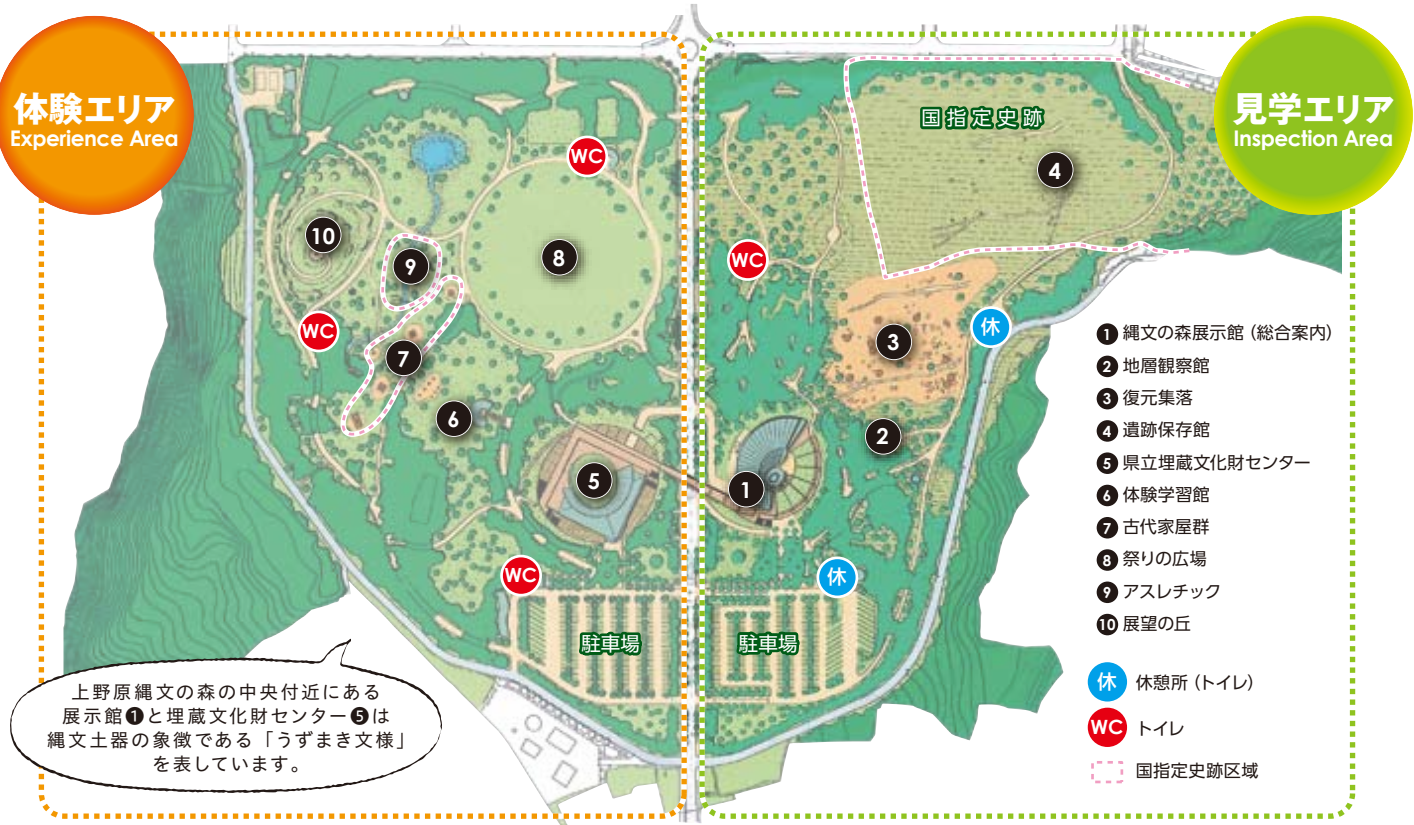 体験エリア
Experience Area
見学エリア
Inspection Area
国指定史跡
WC
4
10
9
8
WC
WC
3
休
7
6
2
5
1
WC
休
駐車場
駐車場
上野原縄文の森の中央付近にある
展示館❶と埋蔵文化財センター❺は
縄文土器の象徴である「うずまき文様」
を表しています。
❶ 縄文の森展示館（総合案内）
❷ 地層観察館
❸ 復元集落
❹ 遺跡保存館
❺ 県立埋蔵文化財センター
❻ 体験学習館
❼ 古代家屋群
❽ 祭りの広場
❾ アスレチック
❿ 展望の丘
休 休憩所（トイレ）
WC トイレ
国指定史跡区域